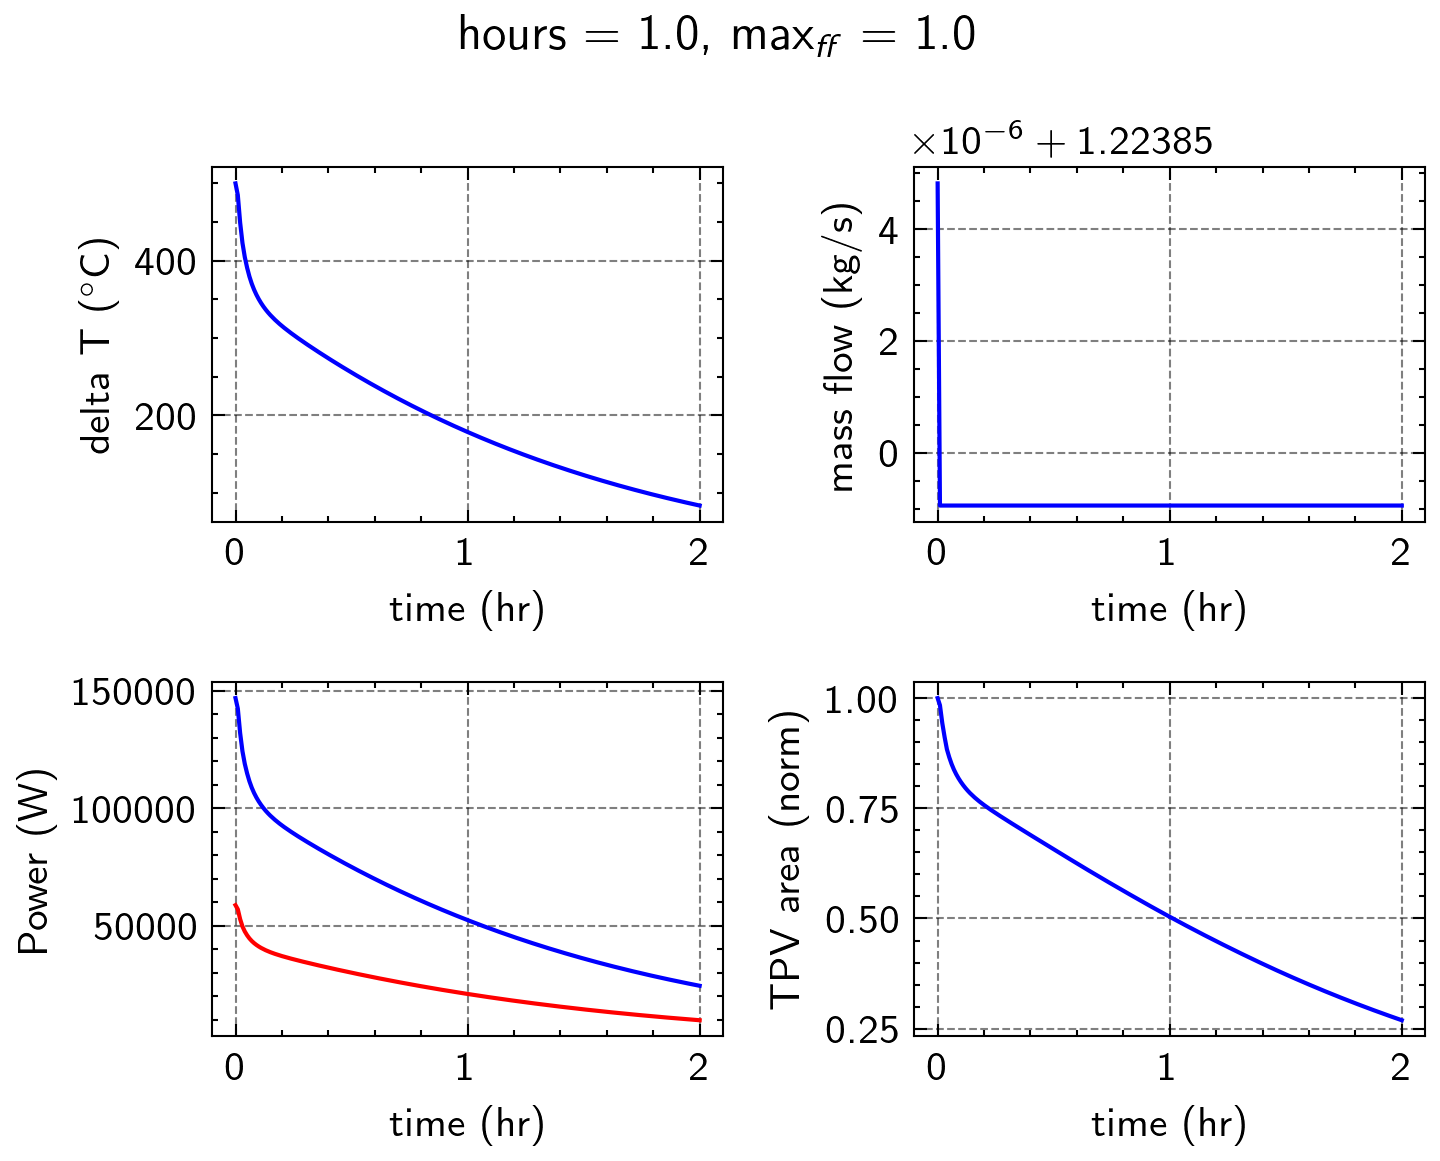 hours = 1.0, max_ff = 1.0
delta T (°C)
400
200
0 1 2
time (hr)
×10⁻⁶ + 1.22385
mass flow (kg/s)
4
2
0
0 1 2
time (hr)
Power (W)
150000
100000
50000
0 1 2
time (hr)
TPV area (norm)
1.00
0.75
0.50
0.25
0 1 2
time (hr)